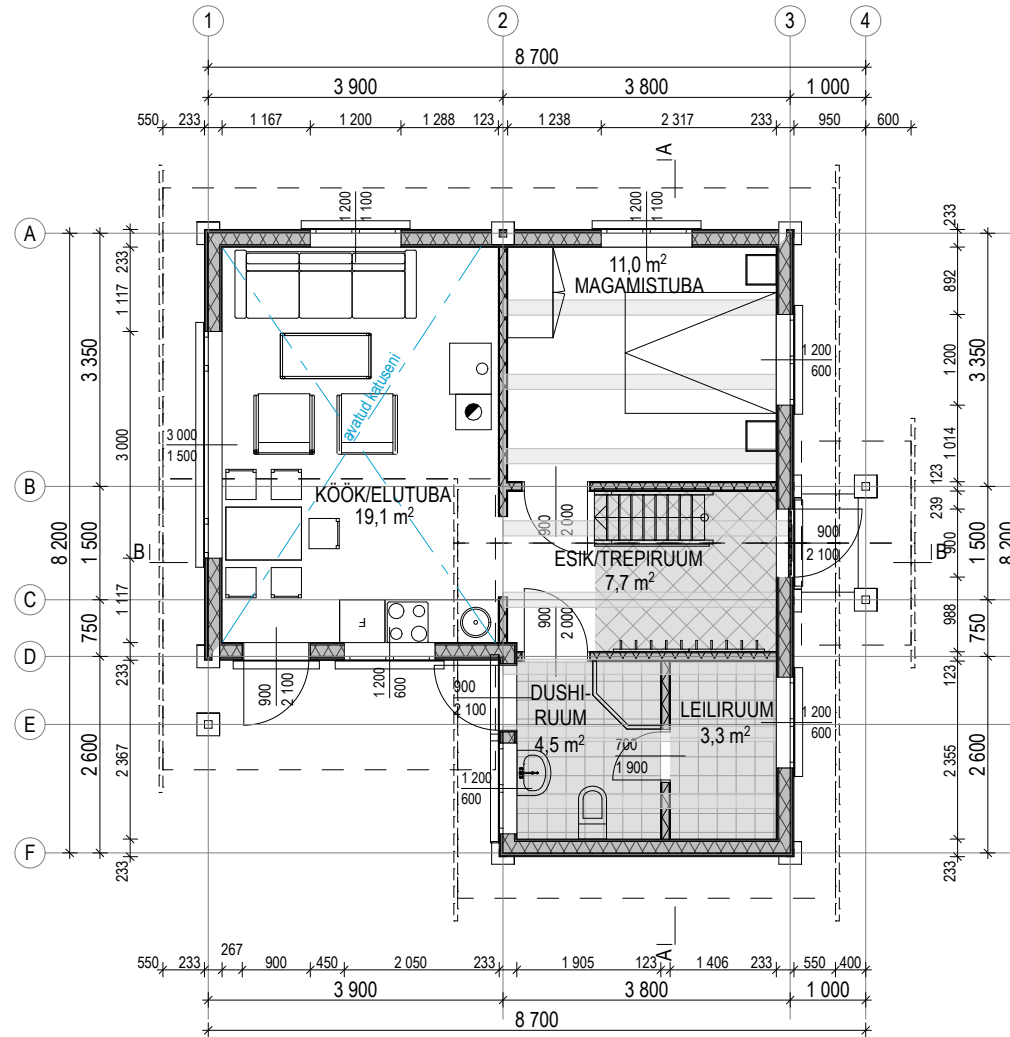 1 2 3 4
8 700
3 900 3 800 1 000
550 233 1 167 1 200 1 288 123 1 238 2 317 233 950 600
A
A
1 200
1 100
1 200
1 100
233
233
11,0 m²
MAGAMISTUBA
892
1 117
3 350
1 200
600
1 200
3 350
avatud katuseni
3 000
3 000
1 500
1 014
B
123
KÖÖK/ELUTUBA
19,1 m²
239
8 200
1 500
B
900
2 000
ESIK/TREPIRUUM
7,7 m²
900
2 100
900
B
1 500
8 200
C
1 117
750
F
900
2 000
988
D
233
900
2 100
1 200
600
900
2 100
DUSHI-
RUUM
4,5 m²
LEILIRUUM
3,3 m²
123
1 200
600
E
2 600
2 367
700
1 900
1 200
600
2 355
2 600
F
233
233
A
267
550 233 900 450 2 050 233 1 905 123 1 406 233 550 400
3 900 3 800 1 000
8 700